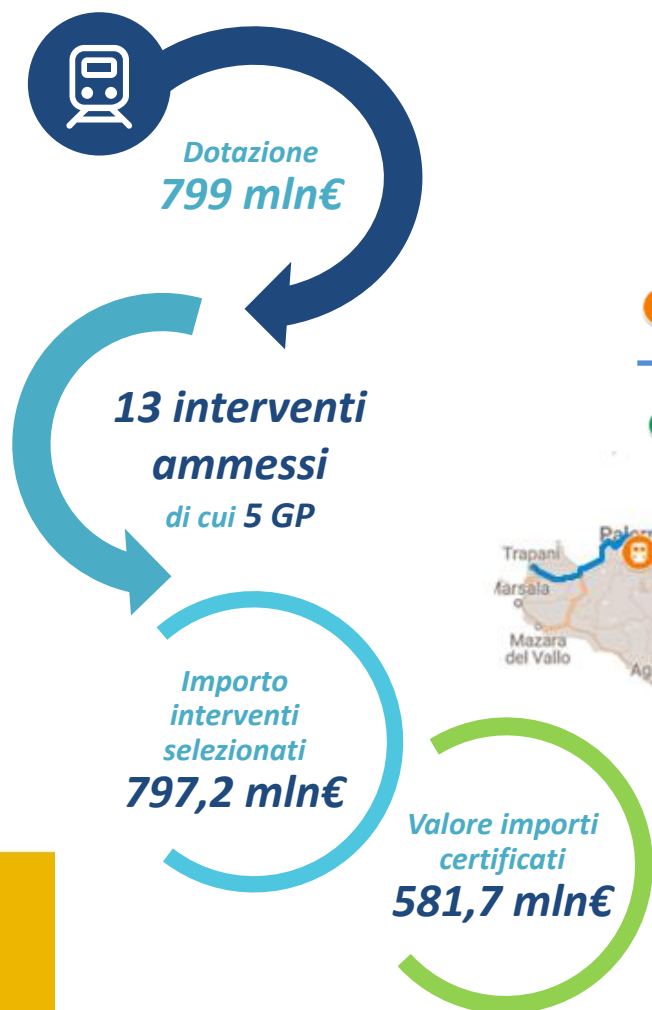 Dotazione
799 mln€
13 interventi
ammessi
di cui 5 GP
Trapani
Marsala
Mazara
del Vallo
Importo
interventi
selezionati
797,2 mln€
Valore importi
certificati
581,7 mln€